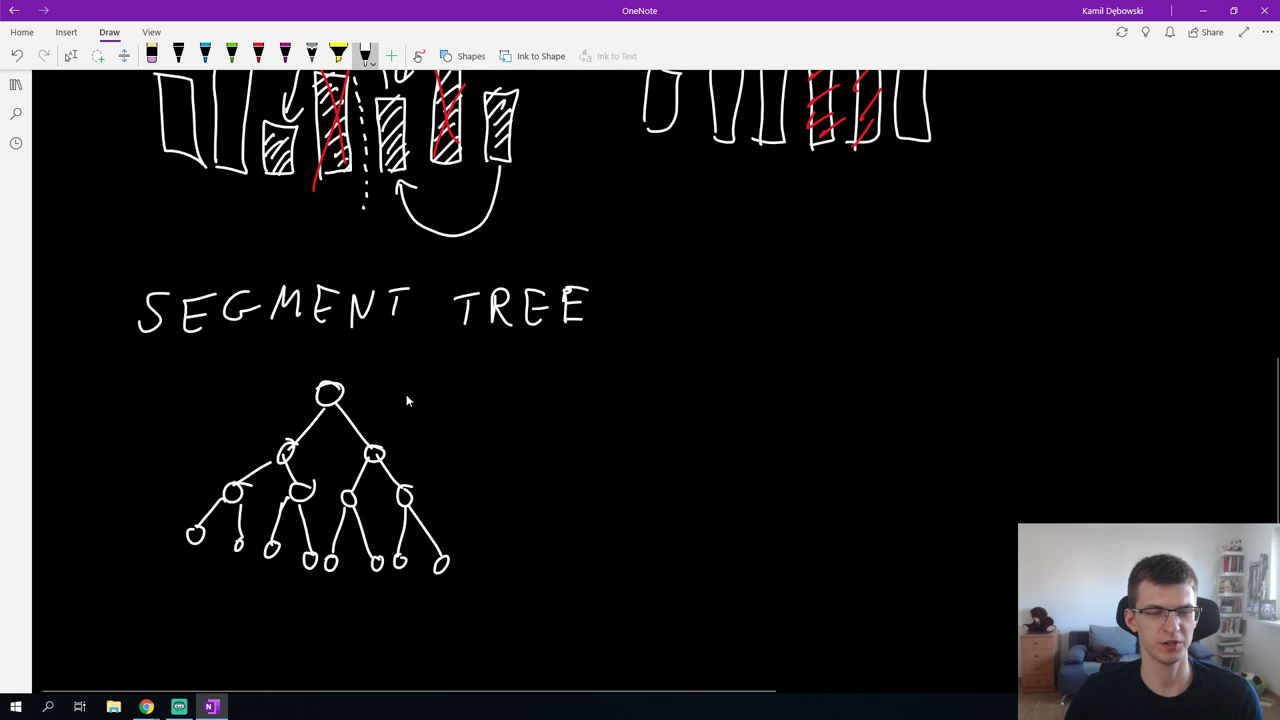 OneNote
Kamil Dębowski
Home Insert Draw View
Share
Shapes Ink to Shape Ink to Text
SEGMENT TREE